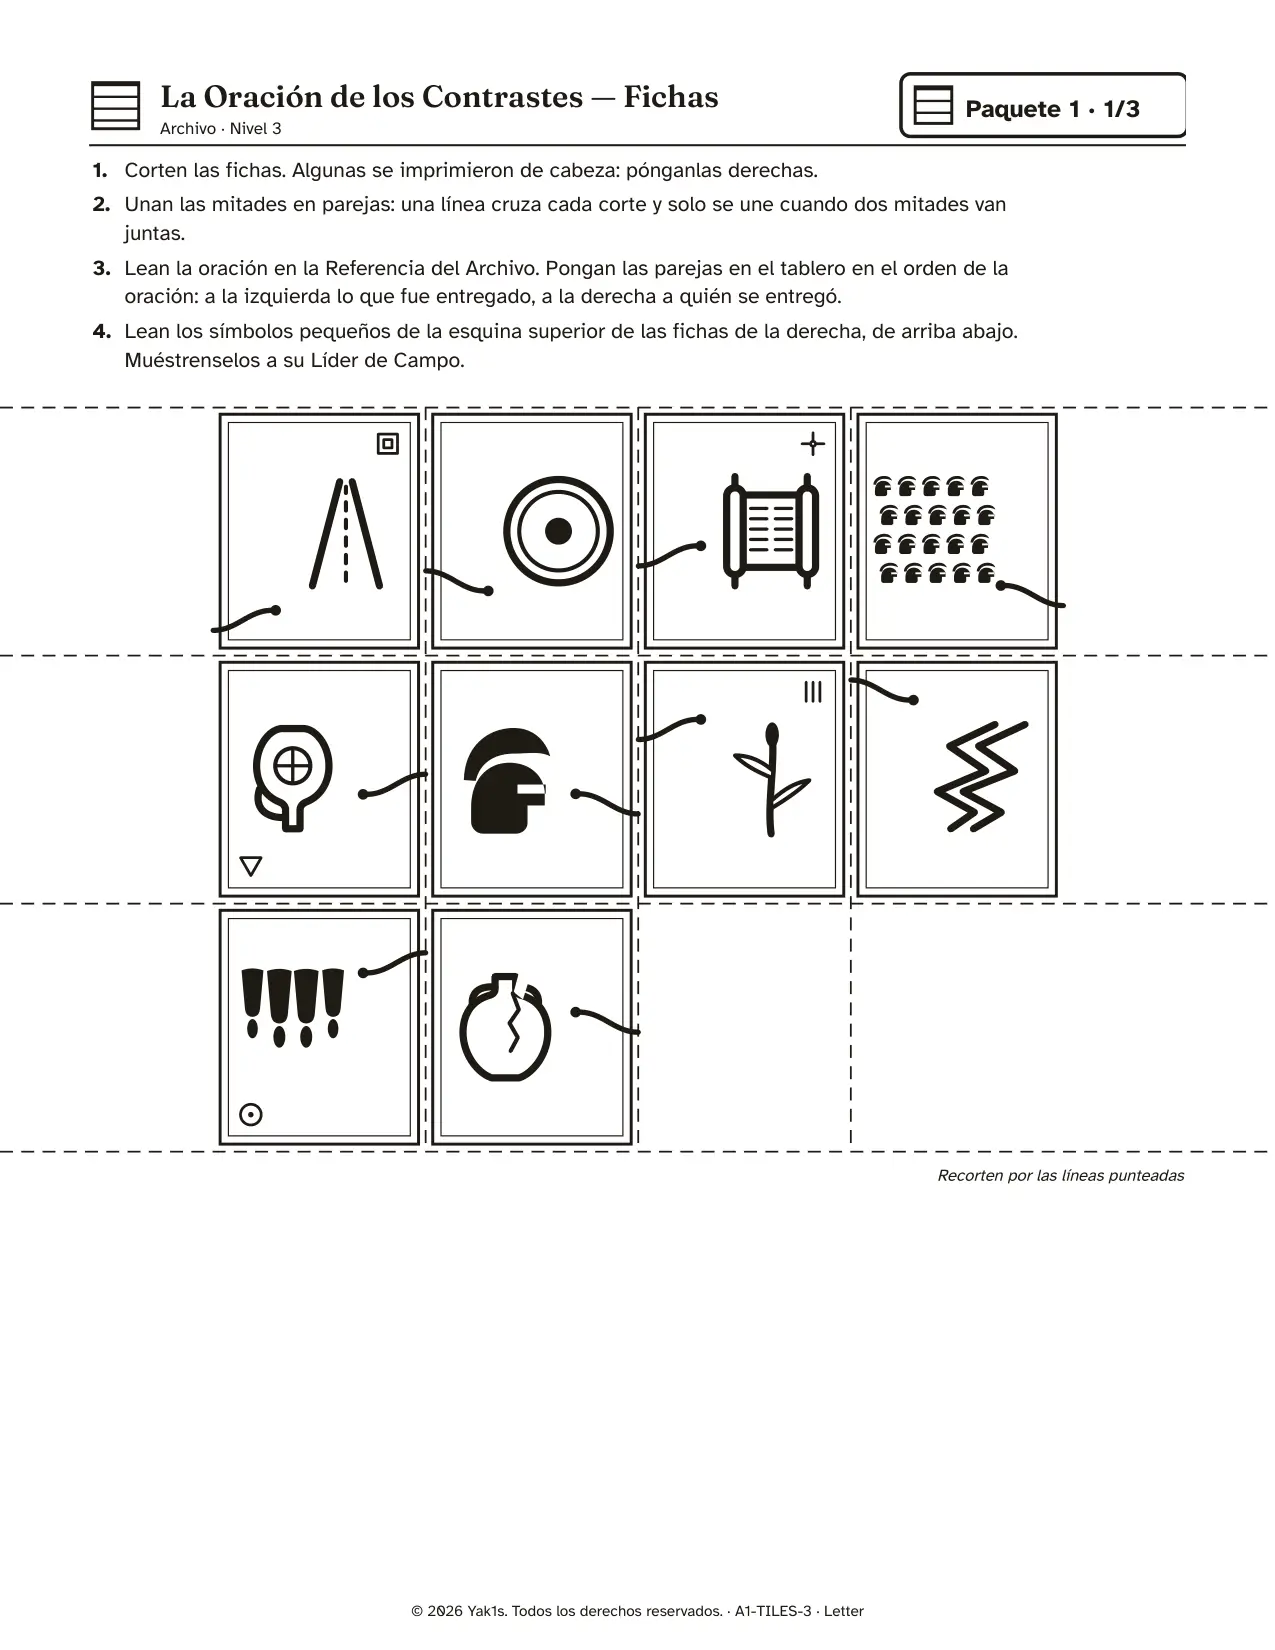 La Oración de los Contrastes — Fichas
Archivo · Nivel 3
Paquete 1 · 1/3
1. Corten las fichas. Algunas se imprimieron de cabeza: pónganlas derechas.
2. Unan las mitades en parejas: una línea cruza cada corte y solo se une cuando dos mitades van
juntas.
3. Lean la oración en la Referencia del Archivo. Pongan las parejas en el tablero en el orden de la
oración: a la izquierda lo que fue entregado, a la derecha a quién se entregó.
4. Lean los símbolos pequeños de la esquina superior de las fichas de la derecha, de arriba abajo.
Muéstrenselos a su Líder de Campo.
Recorten por las líneas punteadas
© 2026 Yak1s. Todos los derechos reservados. · A1-TILES-3 · Letter